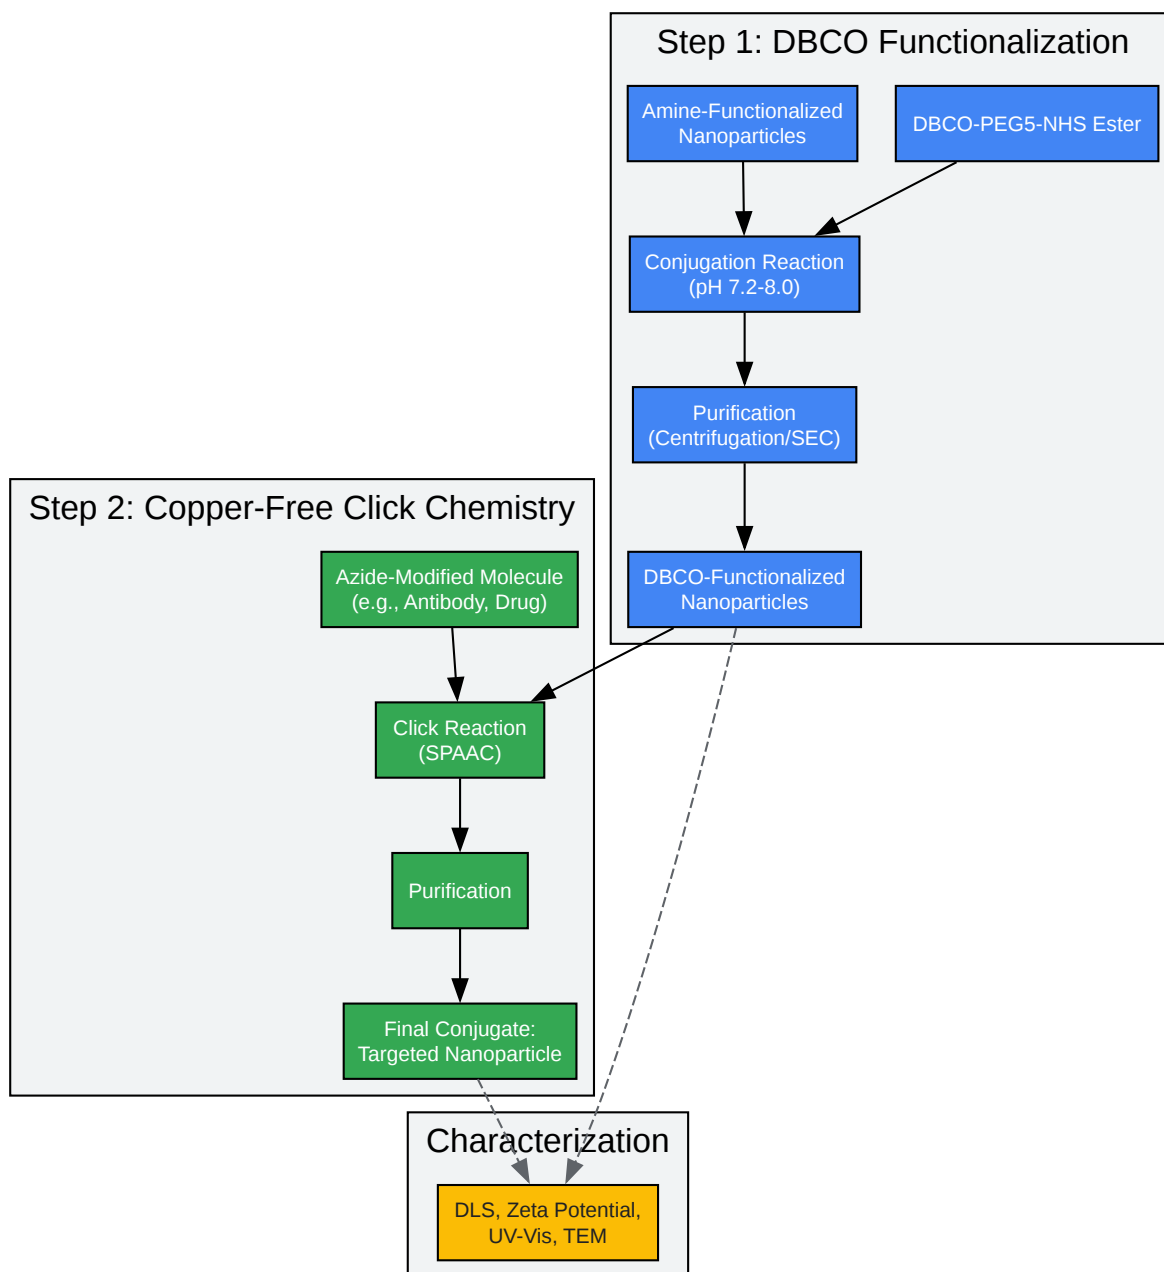 Step 1: DBCO Functionalization
Amine-Functionalized
Nanoparticles
DBCO-PEG5-NHS Ester
Conjugation Reaction
(pH 7.2-8.0)
Purification
(Centrifugation/SEC)
DBCO-Functionalized
Nanoparticles
Step 2: Copper-Free Click Chemistry
Azide-Modified Molecule
(e.g., Antibody, Drug)
Click Reaction
(SPAAC)
Purification
Final Conjugate:
Targeted Nanoparticle
Characterization
DLS, Zeta Potential,
UV-Vis, TEM